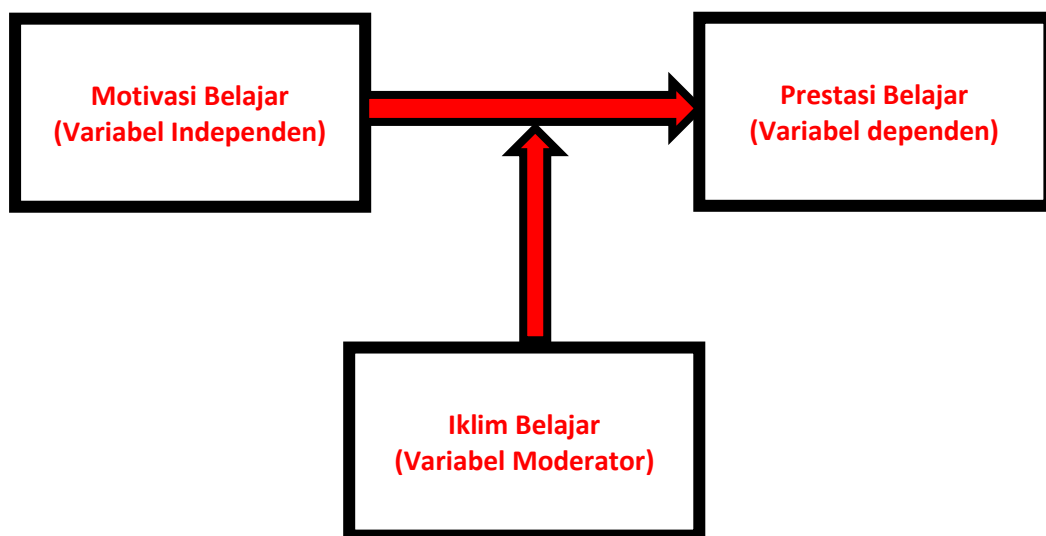 Motivasi Belajar
(Variabel Independen)
Prestasi Belajar
(Variabel dependen)
Iklim Belajar
(Variabel Moderator)